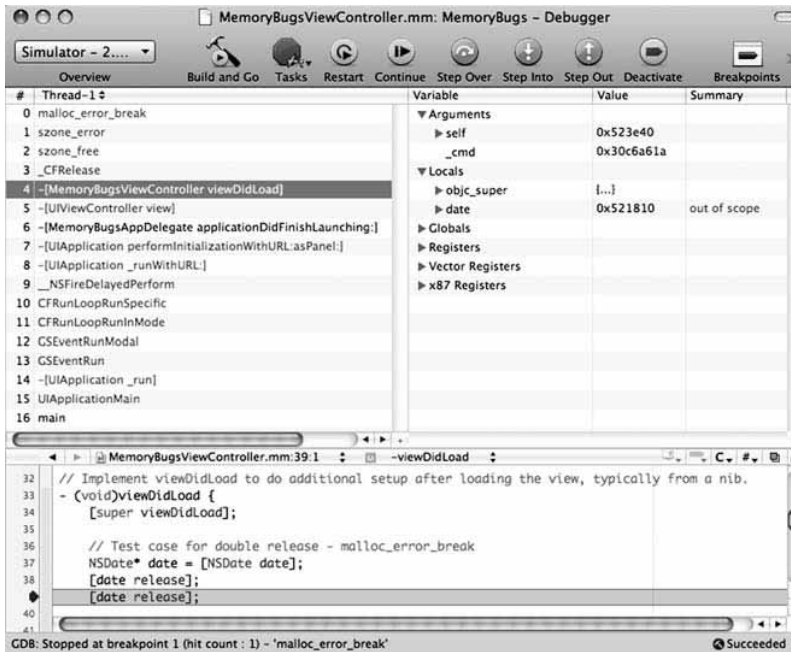 MemoryBugsViewController.mm: MemoryBugs – Debugger
Simulator – 2....
Overview Build and Go Tasks Restart Continue Step Over Step Into Step Out Deactivate Breakpoints
# Thread-1
0 malloc_error_break
1 szone_error
2 szone_free
3 _CFRelease
4 -[MemoryBugsViewController viewDidLoad]
5 -[UIViewController view]
6 -[MemoryBugsAppDelegate applicationDidFinishLaunching:]
7 -[UIApplication performInitializationWithURL:asPanel:]
8 -[UIApplication _runWithURL:]
9 __NSFireDelayedPerform
10 CFRunLoopRunSpecific
11 CFRunLoopRunInMode
12 GSEventRunModal
13 GSEventRun
14 -[UIApplication _run]
15 UIApplicationMain
16 main
Variable Value Summary
Arguments
self 0x523e40
_cmd 0x30c6a61a
Locals
objc_super {...}
date 0x521810 out of scope
Globals
Registers
Vector Registers
x87 Registers
MemoryBugsViewController.mm:39:1 -viewDidLoad C, #,
32 // Implement viewDidLoad to do additional setup after loading the view, typically from a nib.
33 - (void)viewDidLoad {
34 [super viewDidLoad];
35
36 // Test case for double release - malloc_error_break
37 NSDate* date = [NSDate date];
38 [date release];
[date release];
40
41
GDB: Stopped at breakpoint 1 (hit count : 1) – 'malloc_error_break' Succeeded